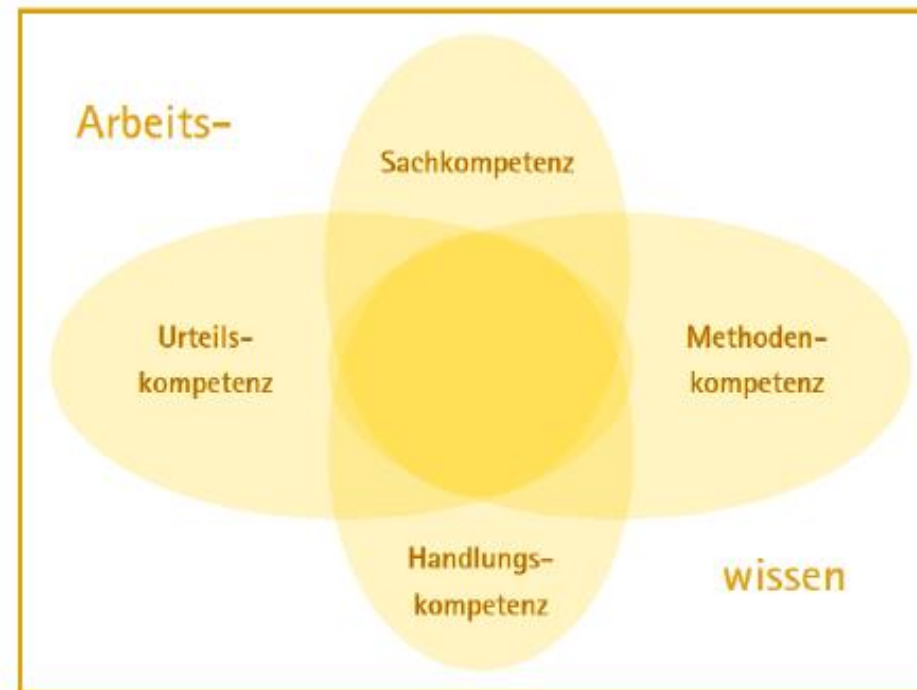 Arbeits-
Sachkompetenz
Urteils-
kompetenz
Methoden-
kompetenz
Handlungs-
kompetenz
wissen